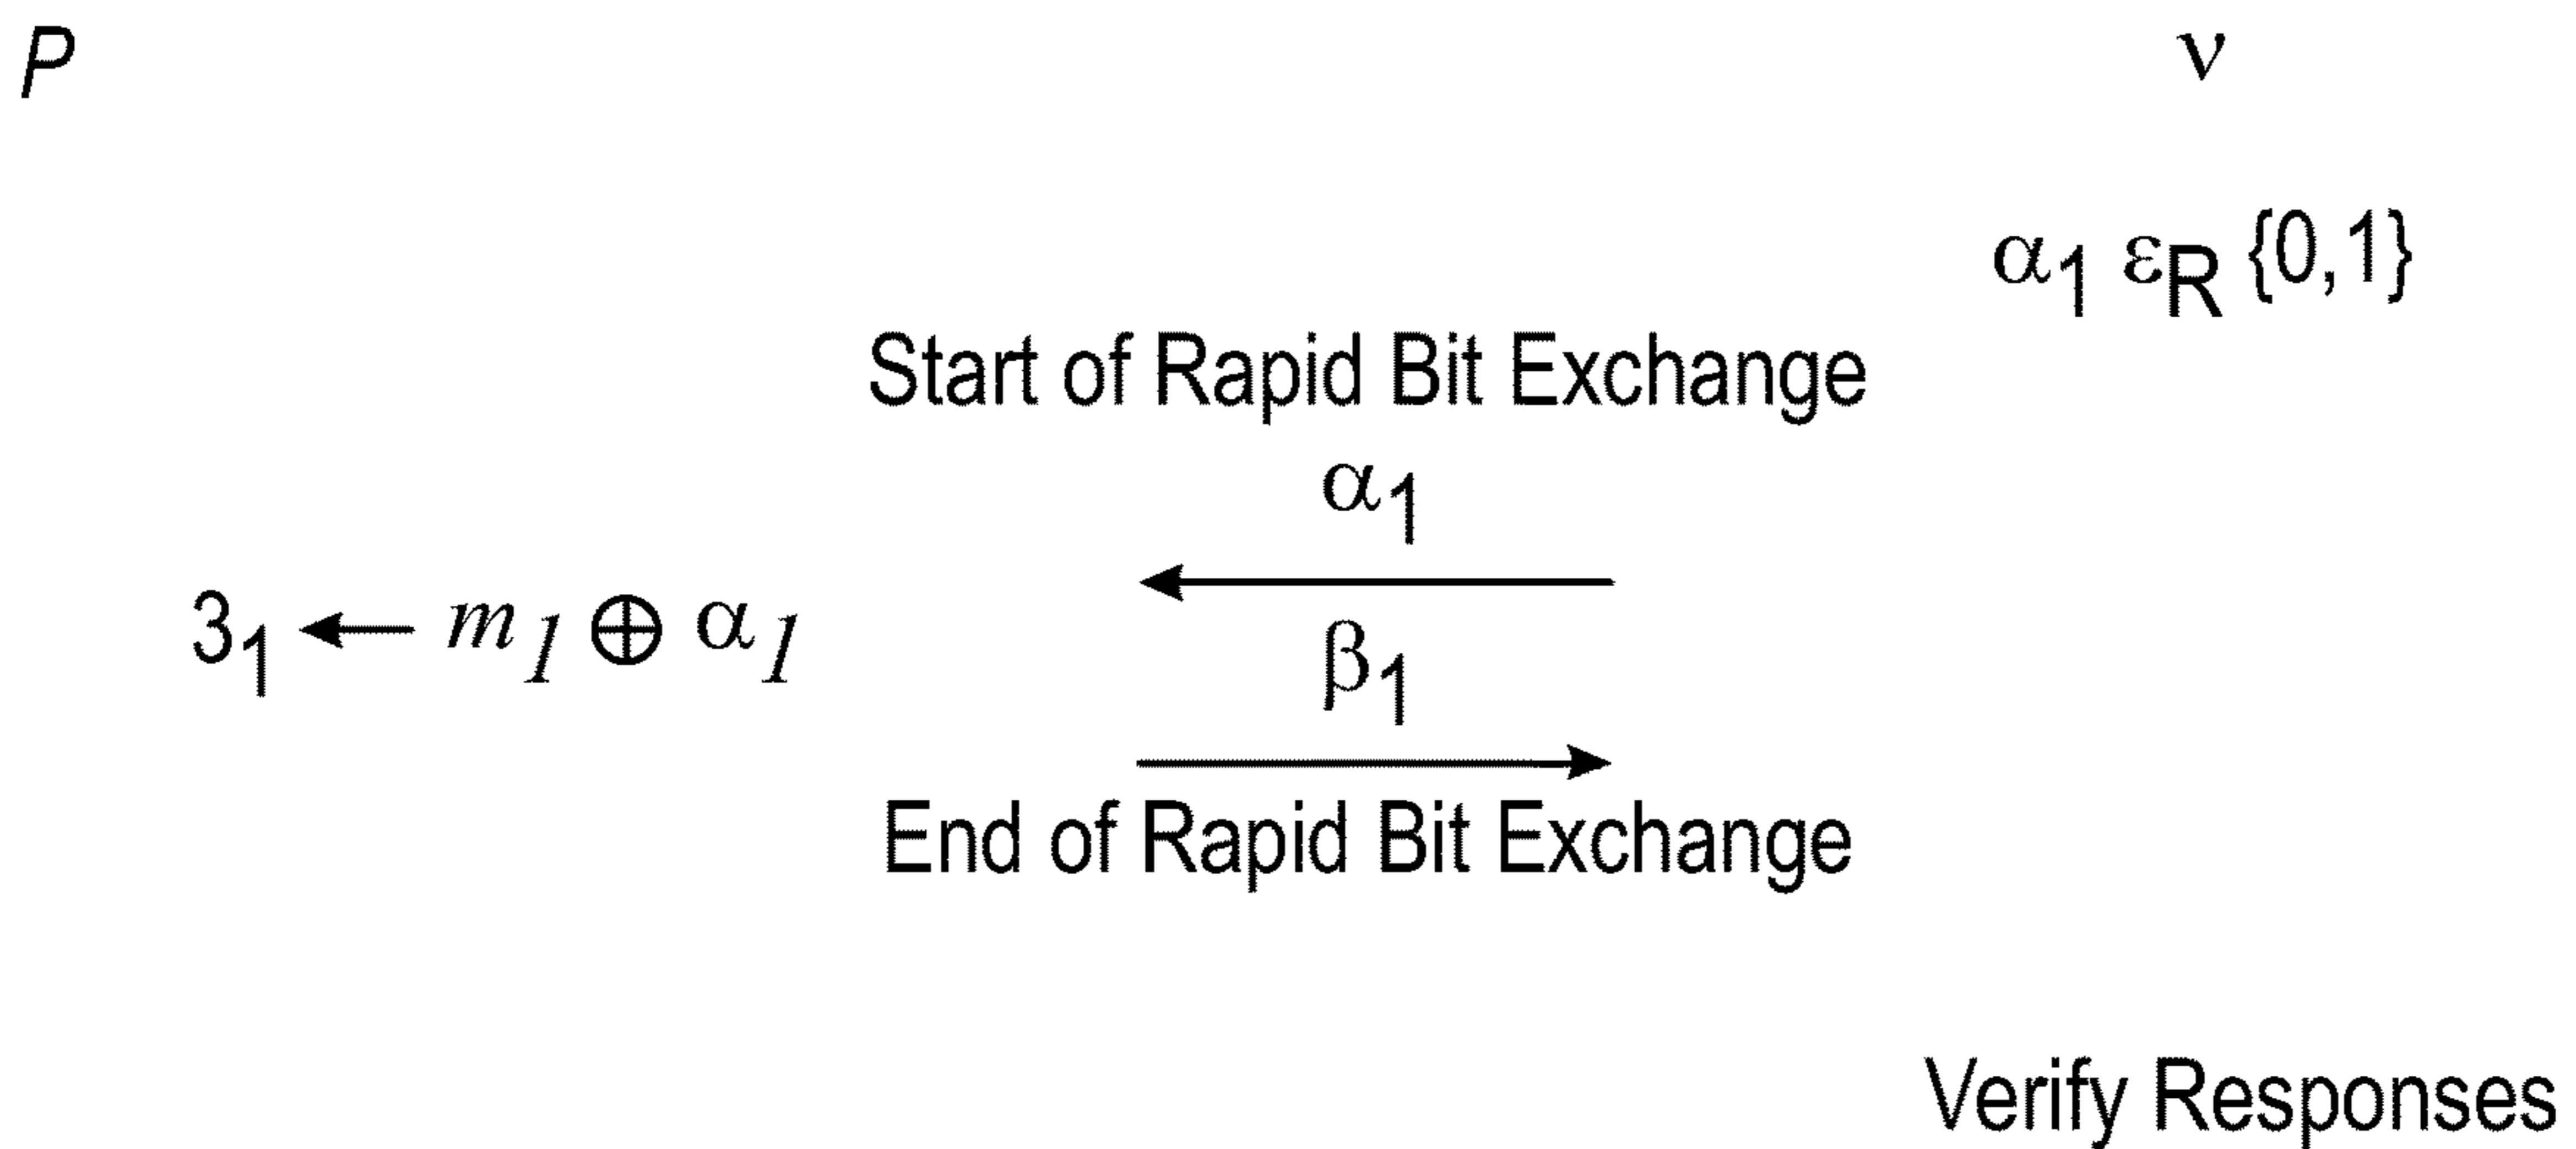 P ν
α₁ εR {0,1}
Start of Rapid Bit Exchange
α₁
3₁ ← m₁ ⊕ α₁
β₁
End of Rapid Bit Exchange
Verify Responses